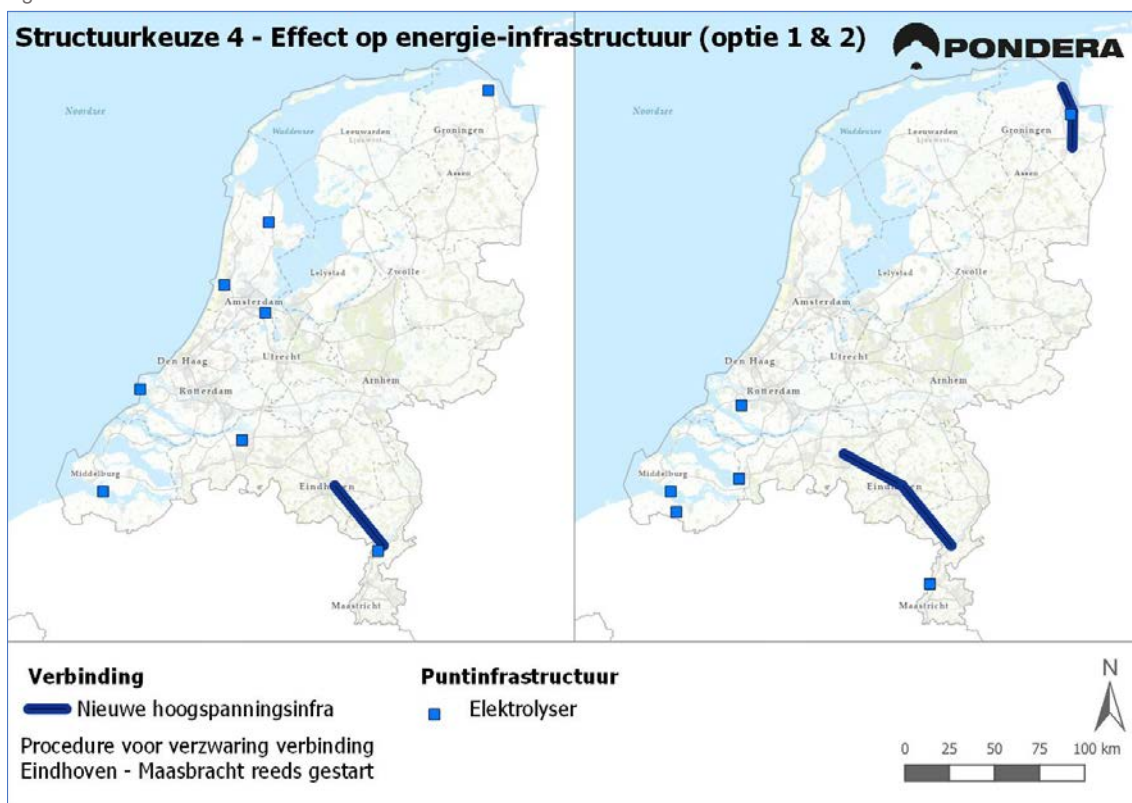 Structuurkeuze 4 - Effect op energie-infrastructuur (optie 1 & 2)
PONDERA
Noordzee
Waddenzee
Leeuwarden
Groningen
Assen
Lelystad
Zwolle
Amsterdam
Den Haag
Utrecht
Arnhem
Rotterdam
Middelburg
Eindhoven
Maastricht
Noordzee
Waddenzee
Leeuwarden
Groningen
Assen
Lelystad
Zwolle
Amsterdam
Den Haag
Utrecht
Arnhem
Rotterdam
Middelburg
Eindhoven
Maastricht
Verbinding
Nieuwe hoogspanningsinfra
Procedure voor verzwaring verbinding
Eindhoven - Maasbracht reeds gestart
Puntinfrastructuur
Elektrolyser
N
0 25 50 75 100 km